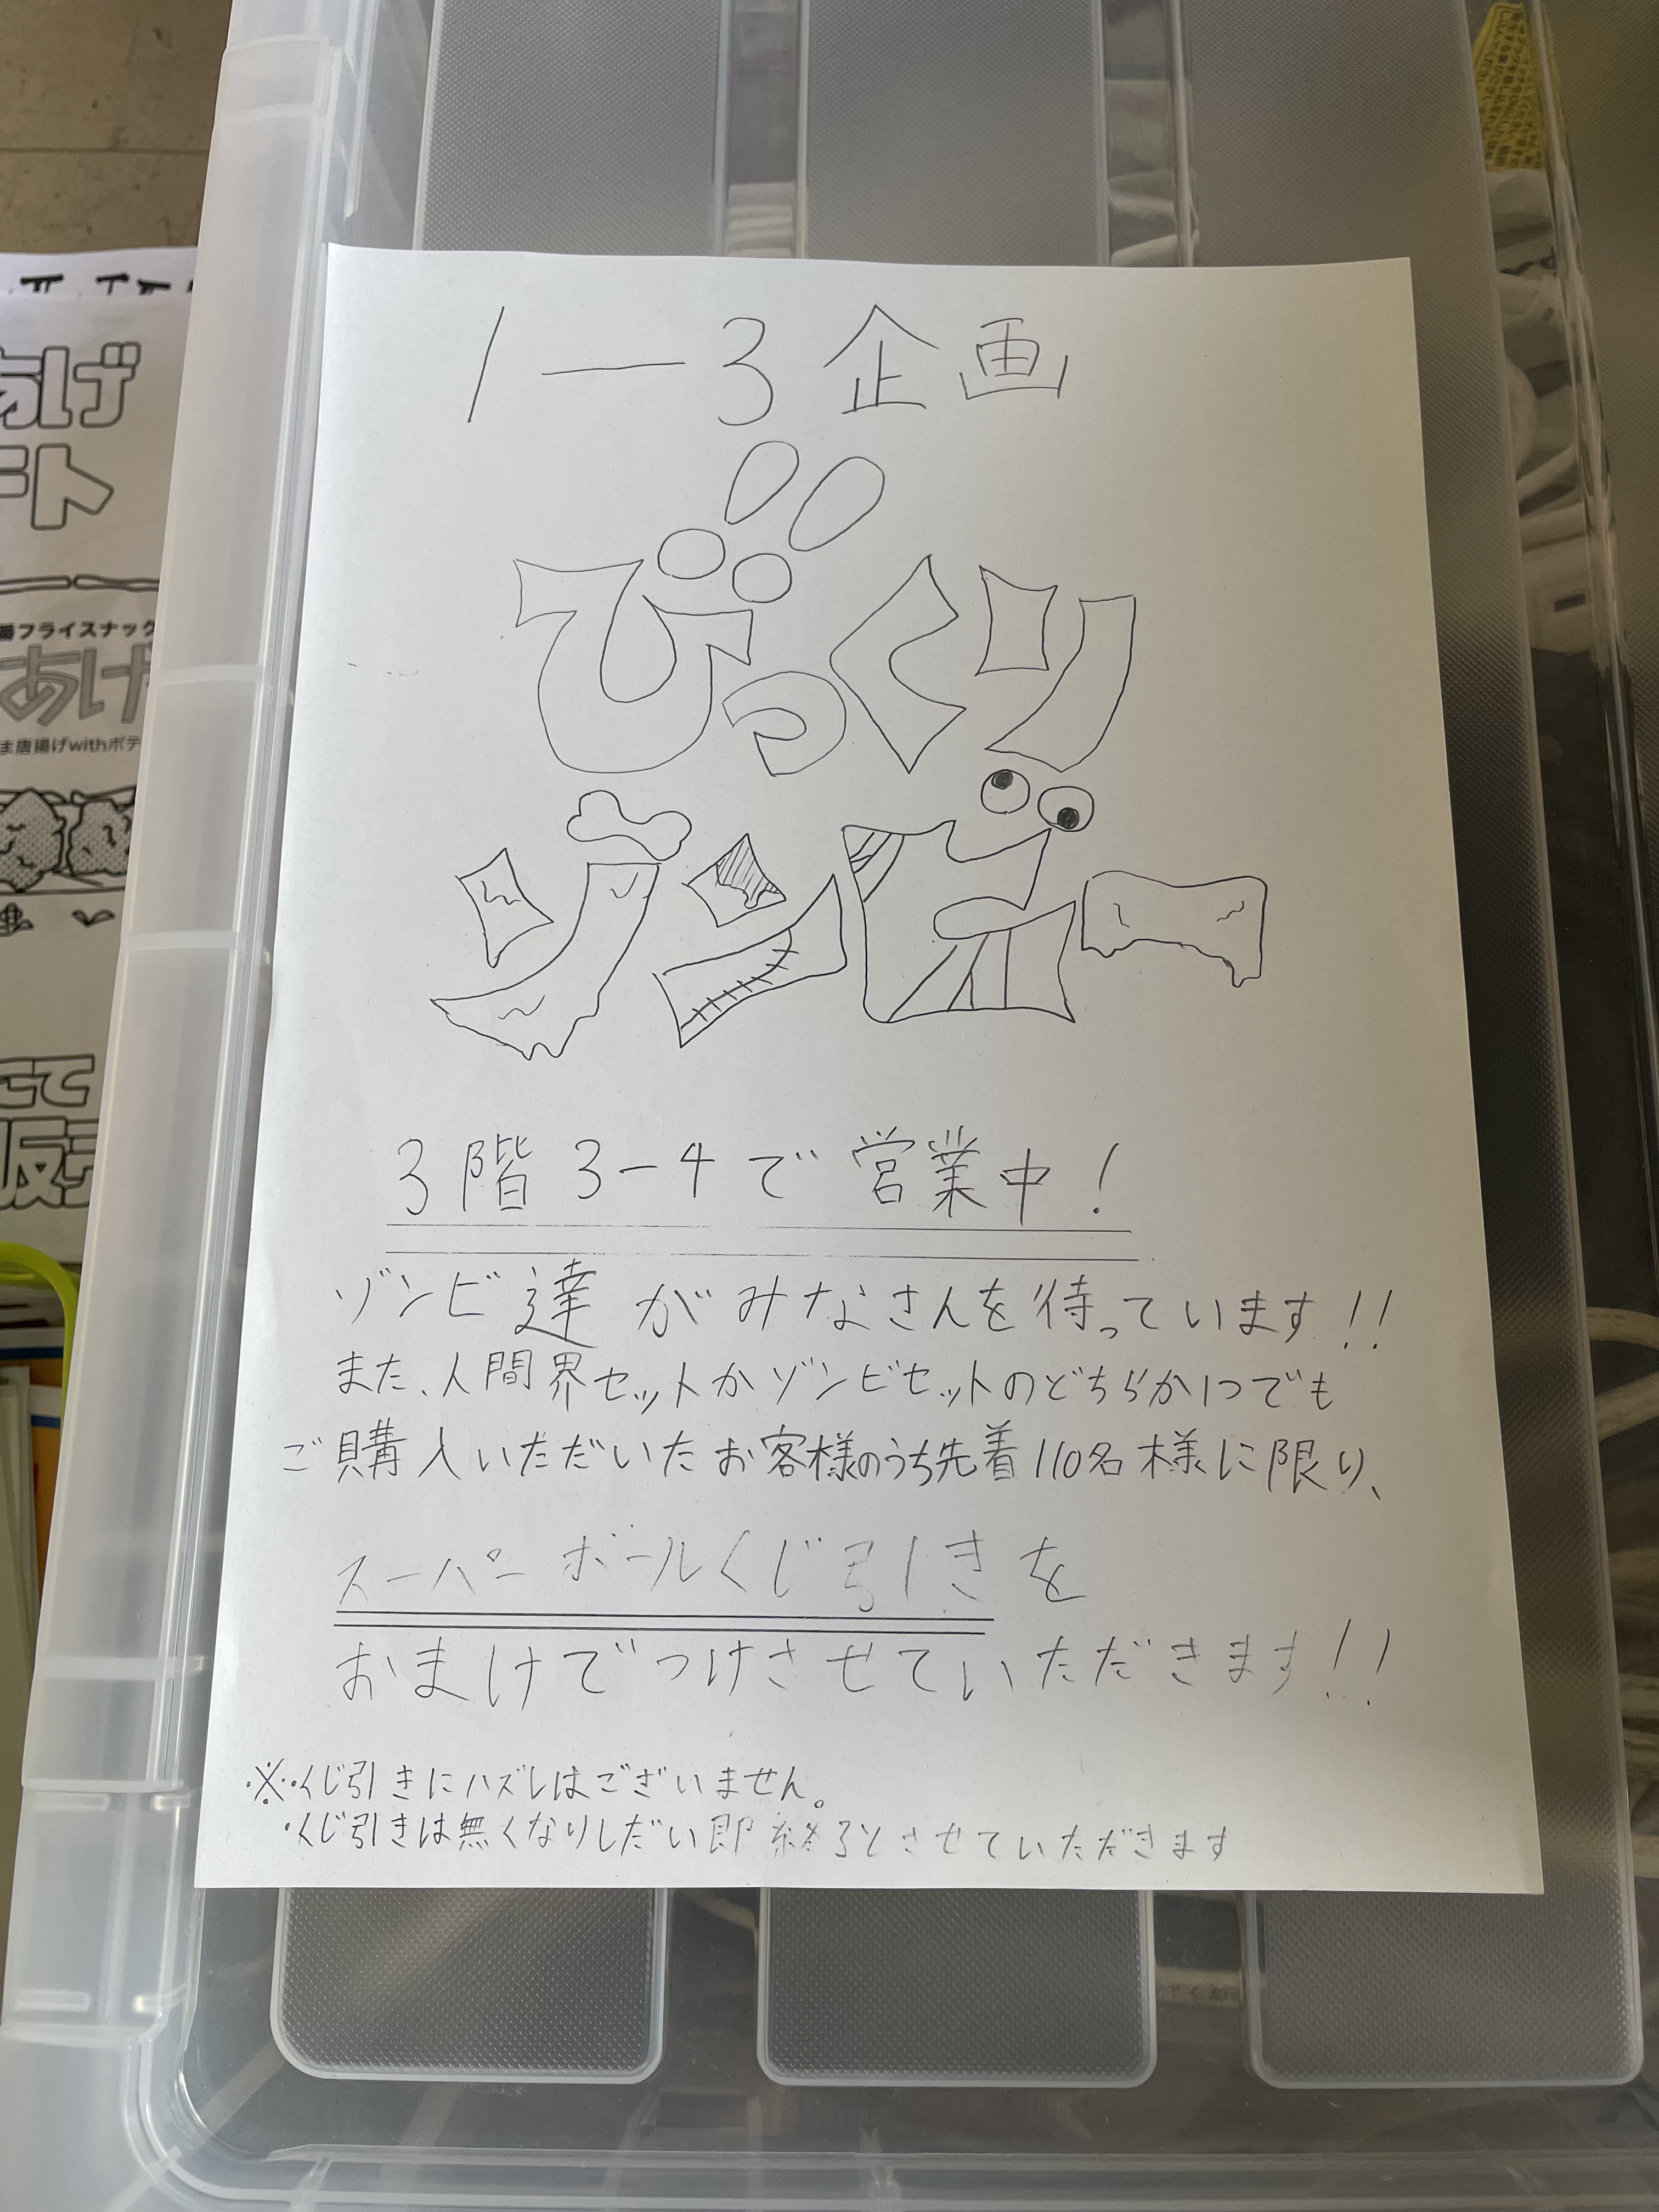 1-3企画
びっくり
ゾンビー
3階 3-4で営業中!
ゾンビ達がみなさんを待っています!!
また、人間界セットかゾンビセットのどちらか1つでも
ご購入いただいたお客様のうち先着110名様に限り、
スーパーボールくじ引きを
おまけでつけさせていただきます!!
※・くじ引きにハズレはございません。
・くじ引きは無くなりしだい即終了とさせていただきます
あげ
ート
番フライスナック
あげ
ま唐揚げwithポテ
たて
販売